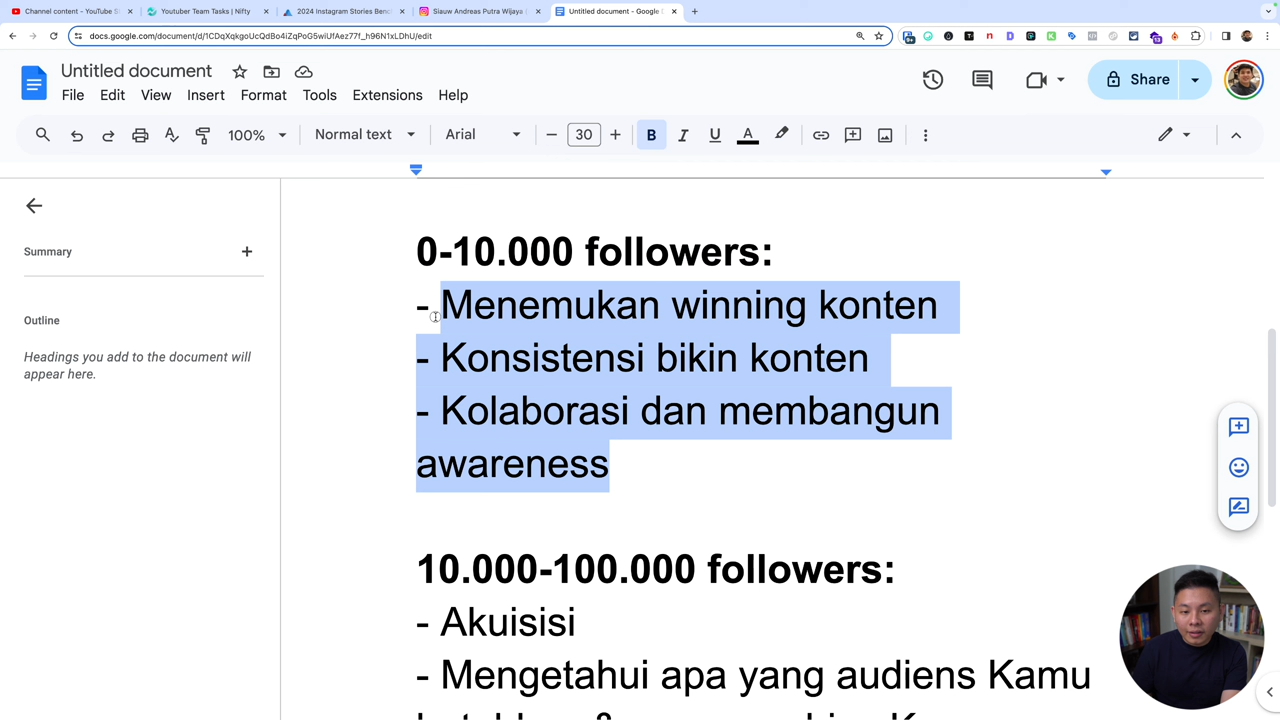 Channel content - YouTube S
Youtuber Team Tasks | Nifty
2024 Instagram Stories Benc
Siauw Andreas Putra Wijaya (
Untitled document - Google D
docs.google.com/document/d/1CDqXqkgoUcQdBo4iZqPoG5wiUfAez77f_h96N1xLDhU/edit
Untitled document
File Edit View Insert Format Tools Extensions Help
Share
100% Normal text Arial 30 B I U A
Summary
Outline
Headings you add to the document will
appear here.
0-10.000 followers:
- Menemukan winning konten
- Konsistensi bikin konten
- Kolaborasi dan membangun
awareness
10.000-100.000 followers:
- Akuisisi
- Mengetahui apa yang audiens Kamu